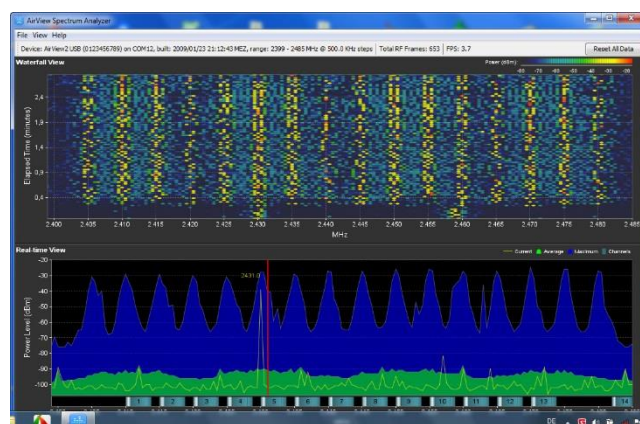 AirView Spectrum Analyzer
File View Help
Device: AirView2 USB (0123456789) on COM12, built: 2009/01/23 21:12:43 MEZ, range: 2399 - 2485 MHz @ 500.0 KHz steps Total RF Frames: 653 FPS: 3.7 Reset All Data
Waterfall View
Power (dBm):
Elapsed Time (minutes)
2,4
1,9
1,4
0,9
0,4
2.400 2.405 2.410 2.415 2.420 2.425 2.430 2.435 2.440 2.445 2.450 2.455 2.460 2.465 2.470 2.475 2.480 2.485
MHz
Real-time View
Current Average Maximum Channels
Power Level (dBm)
-20
-30
-40
2431.0
-50
-60
-70
-80
-90
-100
1 2 3 4 5 6 7 8 9 10 11 12 13 14
DE